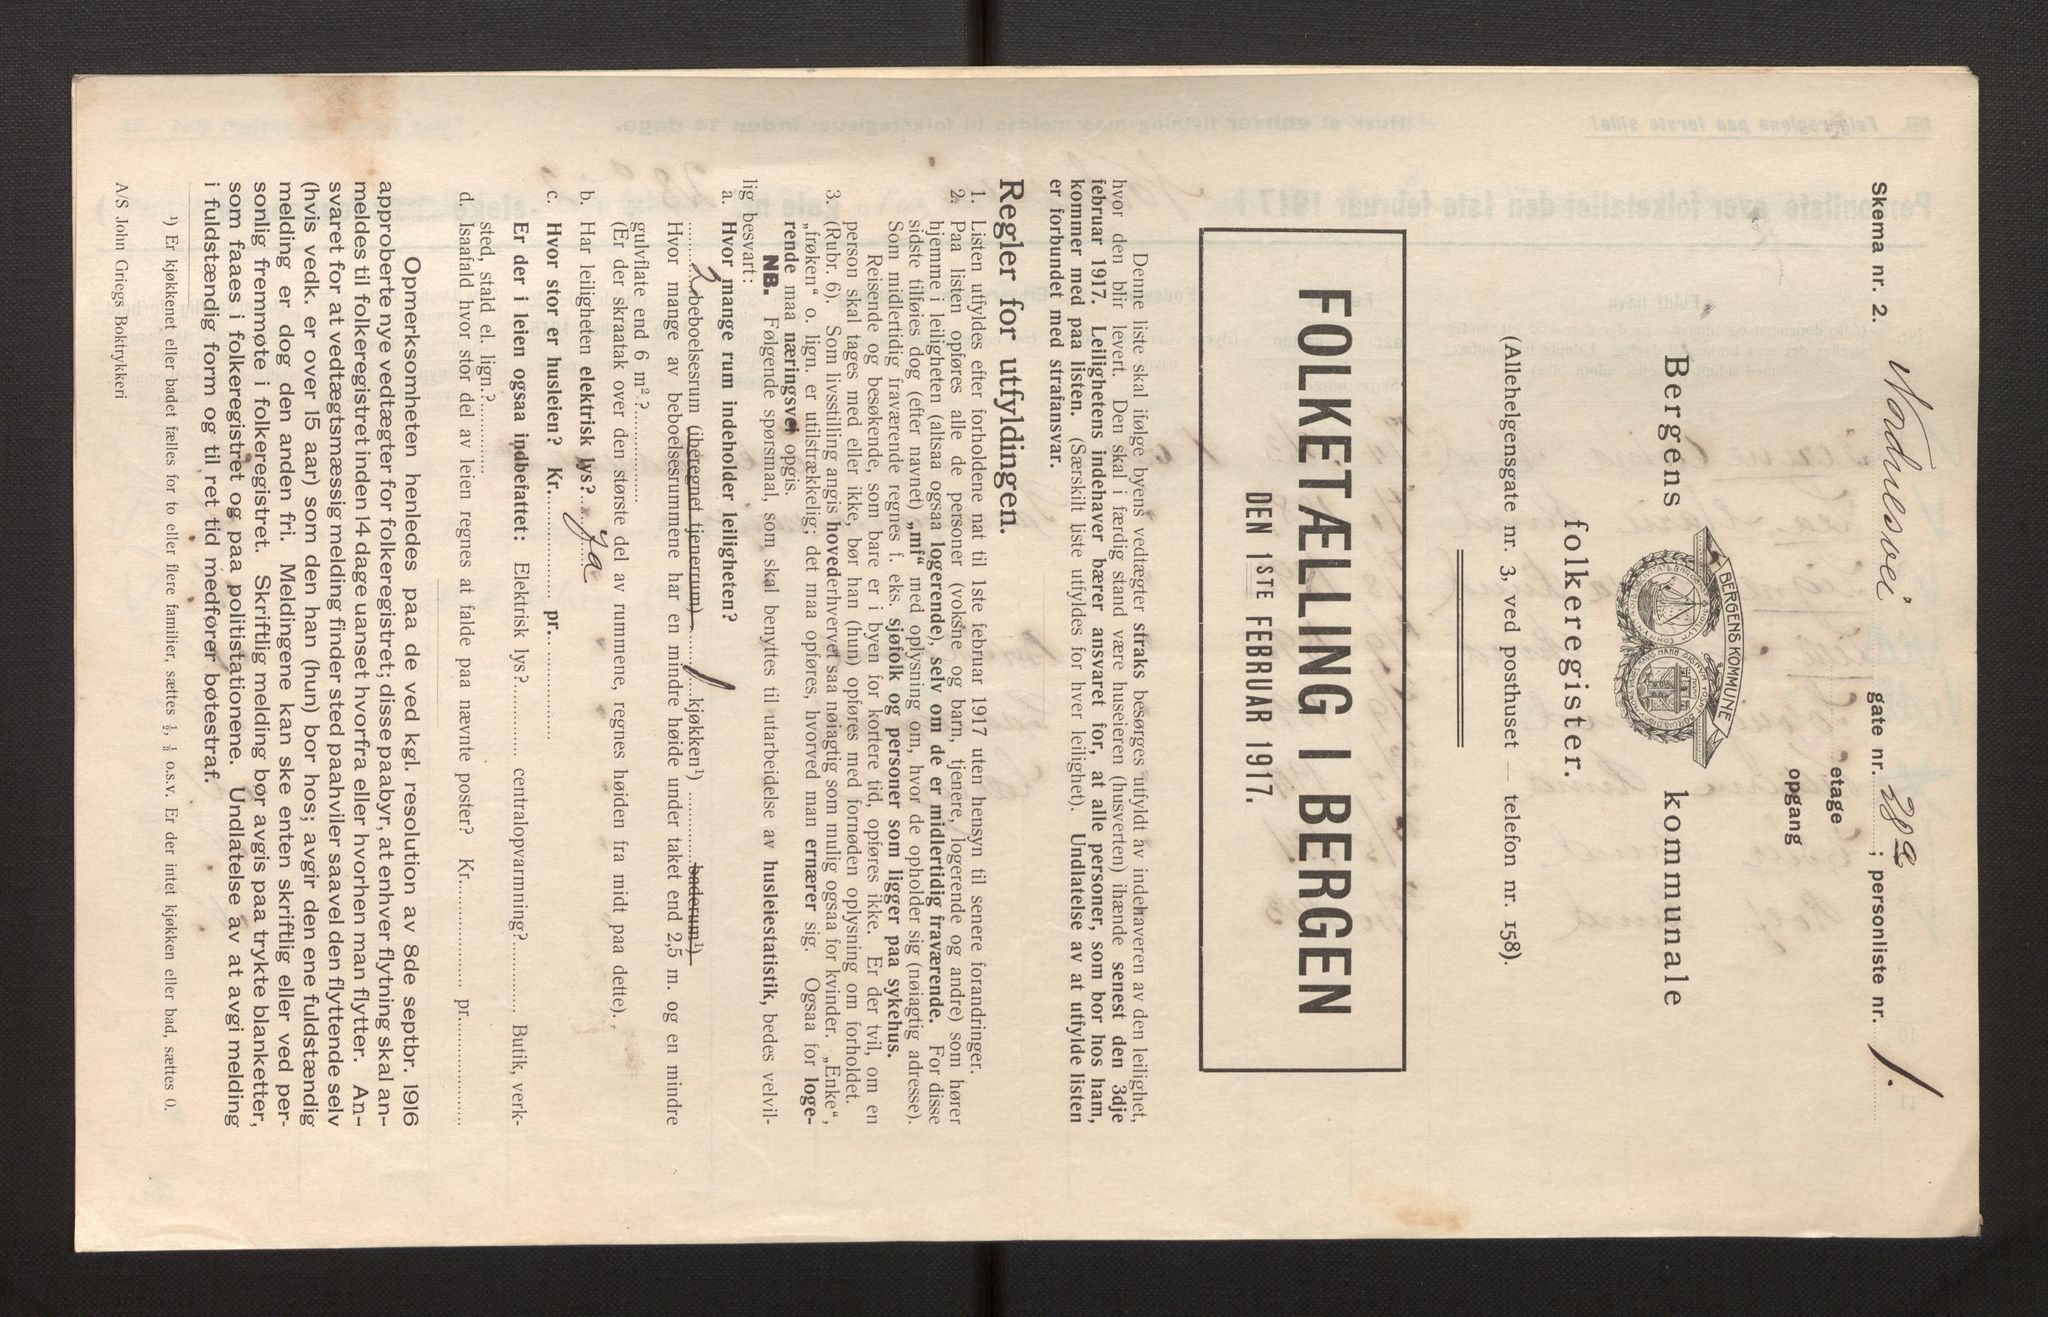 Skema nr. 2. Nordnesvei gate nr. 28 a ; personliste nr. 1.
etage
opgang
BERGENS KOMMUNE
Bergens kommunale
folkeregister.
(Allehelgensgate nr. 3, ved posthuset — telefon nr. 158).
FOLKETÆLLING I BERGEN
DEN 1STE FEBRUAR 1917.
Denne liste skal ifølge byens vedtægter straks besørges utfyldt av indehaveren av den leilighet,
hvor den blir levert. Den skal i færdig stand være huseieren (husverten) ihænde senest den 3dje
februar 1917. Leilighetens indehaver bærer ansvaret for, at alle personer, som bor hos ham,
kommer med paa listen. (Særskilt liste utfyldes for hver leilighet). Undlatelse av at utfylde listen
er forbundet med strafansvar.
Regler for utfyldingen.
1. Listen utfyldes efter forholdene nat til 1ste februar 1917 uten hensyn til senere forandringer.
2. Paa listen opføres alle de personer (voksne og barn, tjenere, logerende og andre) som hører
hjemme i leiligheten (altsaa ogsaa logerende), selv om de er midlertidig fraværende. For disse
sidste tilføies dog (efter navnet) „mf“ med oplysning om, hvor de opholder sig (nøiagtig adresse).
Som midlertidig fraværende regnes f. eks. sjøfolk og personer som ligger paa sykehus.
Reisende og besøkende, som bare er i byen for kortere tid, opføres ikke. Er der tvil, om en
person skal tages med eller ikke, bør han (hun) opføres med fornøden oplysning om forholdet.
3. (Rubr. 6). Som livsstilling angis hovederhvervet saa nøiagtig som mulig ogsaa for kvinder. „Enke“,
„frøken“ o. lign. er utilstrækkelig; det maa opføres, hvorved man ernærer sig. Ogsaa for loge-
rende maa næringsvei opgis.
NB. Følgende spørsmaal, som skal benyttes til utarbeidelse av husleiestatistik, bedes velvil-
lig besvart:
a. Hvor mange rum indeholder leiligheten?
2 beboelsesrum (iberegnet tjenerrum) 1 kjøkken¹) baderum¹)
Hvor mange av beboelsesrummene har en mindre høide under taket end 2,5 m. og en mindre
gulvflate end 6 m²?
(Er der skraatak over den største del av rummene, regnes høiden fra midt paa dette).
b. Har leiligheten elektrisk lys? Ja
c. Hvor stor er husleien? Kr. pr.
Er der i leien ogsaa indbefattet: Elektrisk lys? centralopvarmning? Butik, verk-
sted, stald el. lign.?
d. Isaafald hvor stor del av leien regnes at falde paa nævnte poster? Kr. pr.
Opmerksomheten henledes paa de ved kgl. resolution av 8de septbr. 1916
approberte nye vedtægter for folkeregistret; disse paabyr, at enhver flytning skal an-
meldes til folkeregistret inden 14 dage uanset hvorfra eller hvorhen man flytter. An-
svaret for at vedtægtsmæssig melding finder sted paahviler saavel den flyttende selv
(hvis vedk. er over 15 aar) som den han (hun) bor hos; avgir den ene fuldstændig
melding er dog den anden fri. Meldingene kan ske enten skriftlig eller ved per-
sonlig fremmøte i folkeregistret. Skriftlig melding bør avgis paa trykte blanketter,
som faaes i folkeregistret og paa politistationene. Undlatelse av at avgi melding
i fuldstændig form og til ret tid medfører bøtestraf.
¹) Er kjøkkenet eller badet fælles for to eller flere familier, sættes ½, ⅓ o.s.v. Er der intet kjøkken eller bad, sættes 0.
A/S John Griegs Boktrykkeri